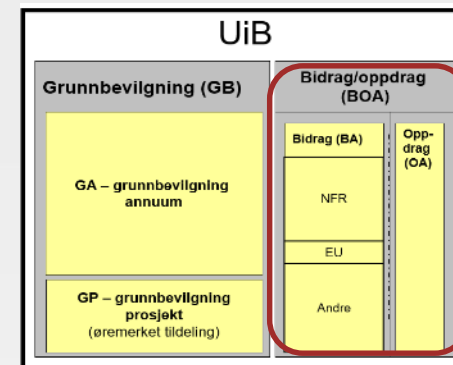 UiB
Grunnbevilgning (GB)
GA – grunnbevilgning
annuum
GP – grunnbevilgning
prosjekt
(øremerket tildeling)
Bidrag/oppdrag
(BOA)
Bidrag (BA)
NFR
EU
Andre
Opp-
drag
(OA)